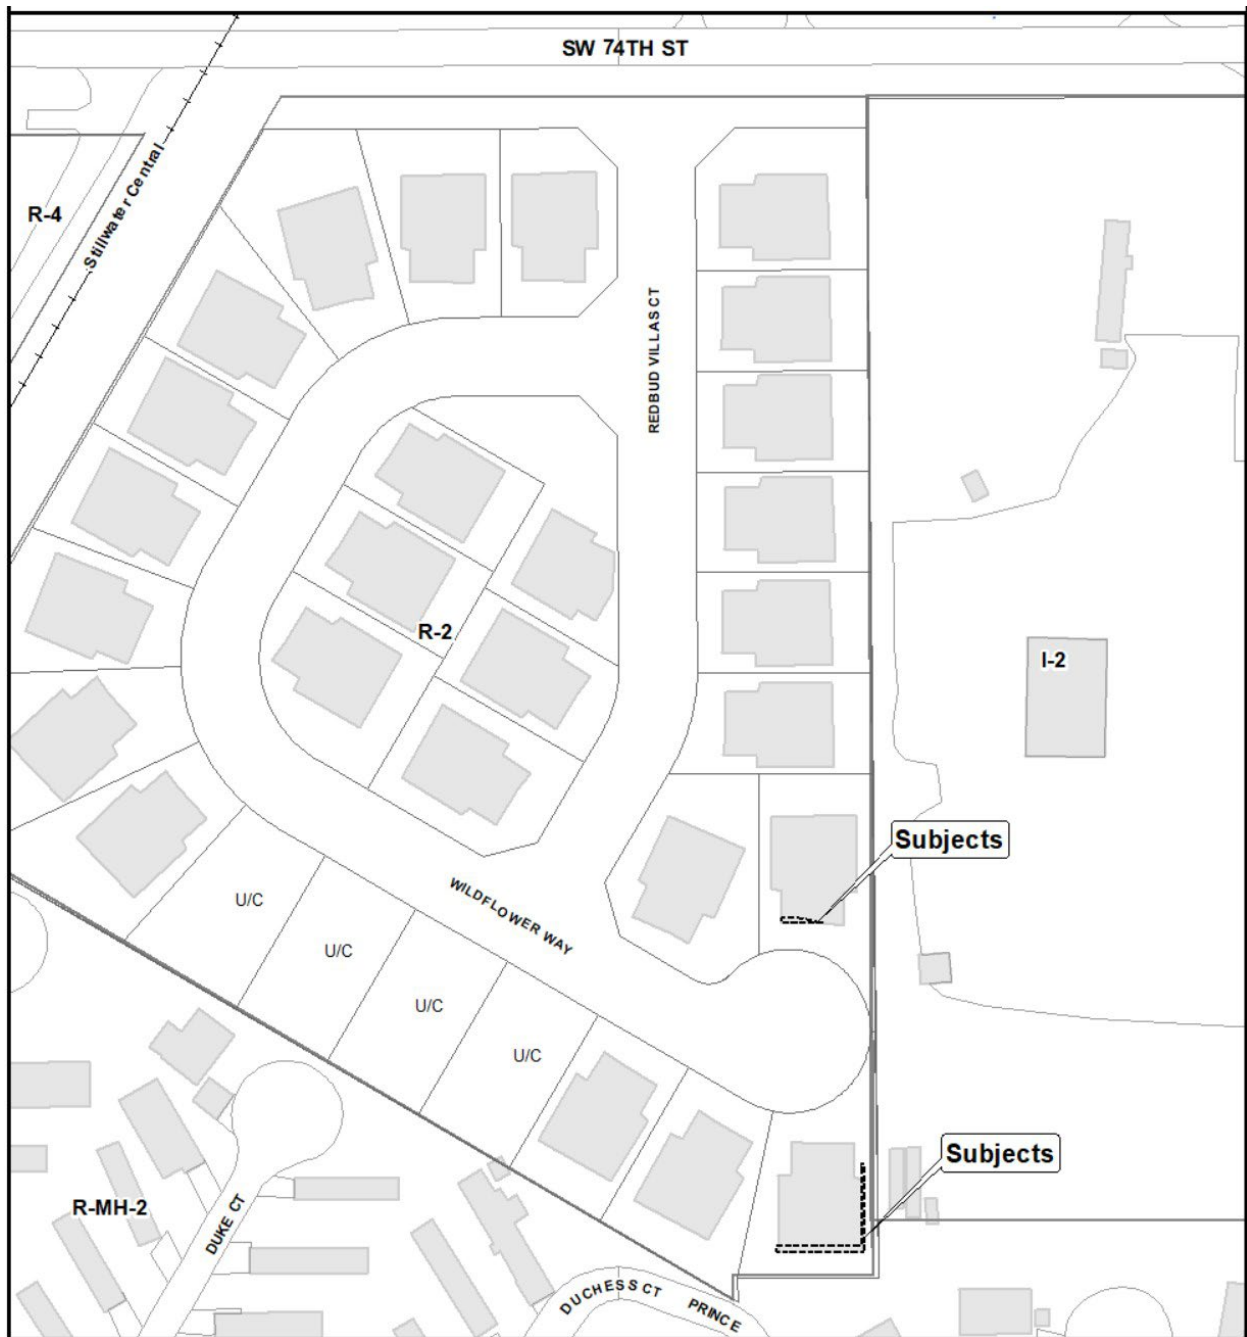 SW 74TH ST
R-4
Stillwater Central
REDBUD VILLAS CT
R-2
I-2
Subjects
WILDFLOWER WAY
U/C
U/C
U/C
U/C
Subjects
R-MH-2
DUKE CT
DUCHESS CT
PRINCE